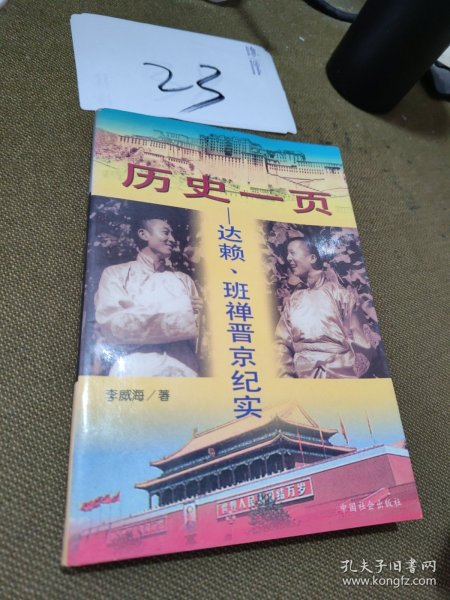 23
历史一页
—达赖、班禅晋京纪实
李威海／著
中国社会出版社
孔夫子旧书网
www.kongfz.com